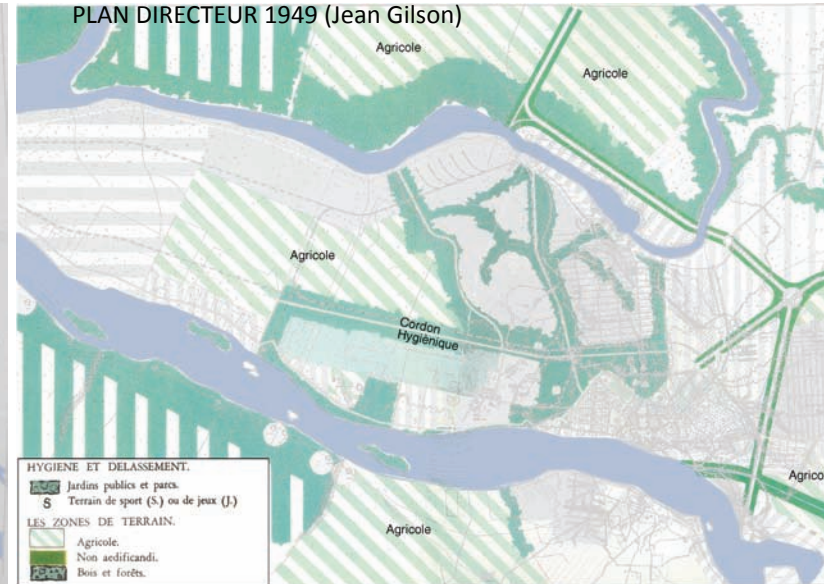 PLAN DIRECTEUR 1949 (Jean Gilson)
Agricole
Agricole
Agricole
Cordon
Hygiènique
Agrico
Agricole
HYGIENE ET DELASSEMENT.
Jardins publics et parcs.
S Terrain de sport (S.) ou de jeux (J.)
LES ZONES DE TERRAIN.
Agricole.
Non aedificandi.
Bois et forêts.